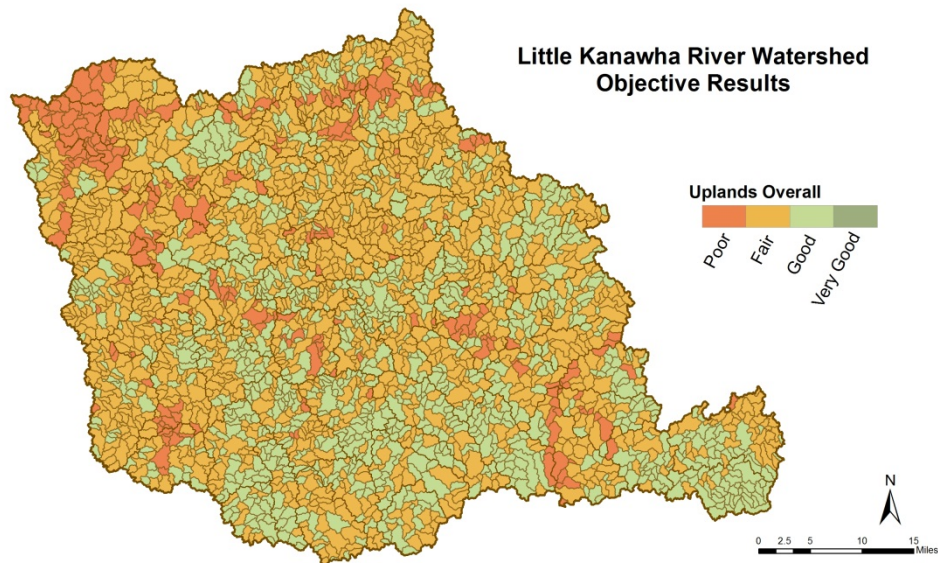 Little Kanawha River Watershed
Objective Results
Uplands Overall
Poor
Fair
Good
Very Good
N
0 2.5 5 10 15
Miles